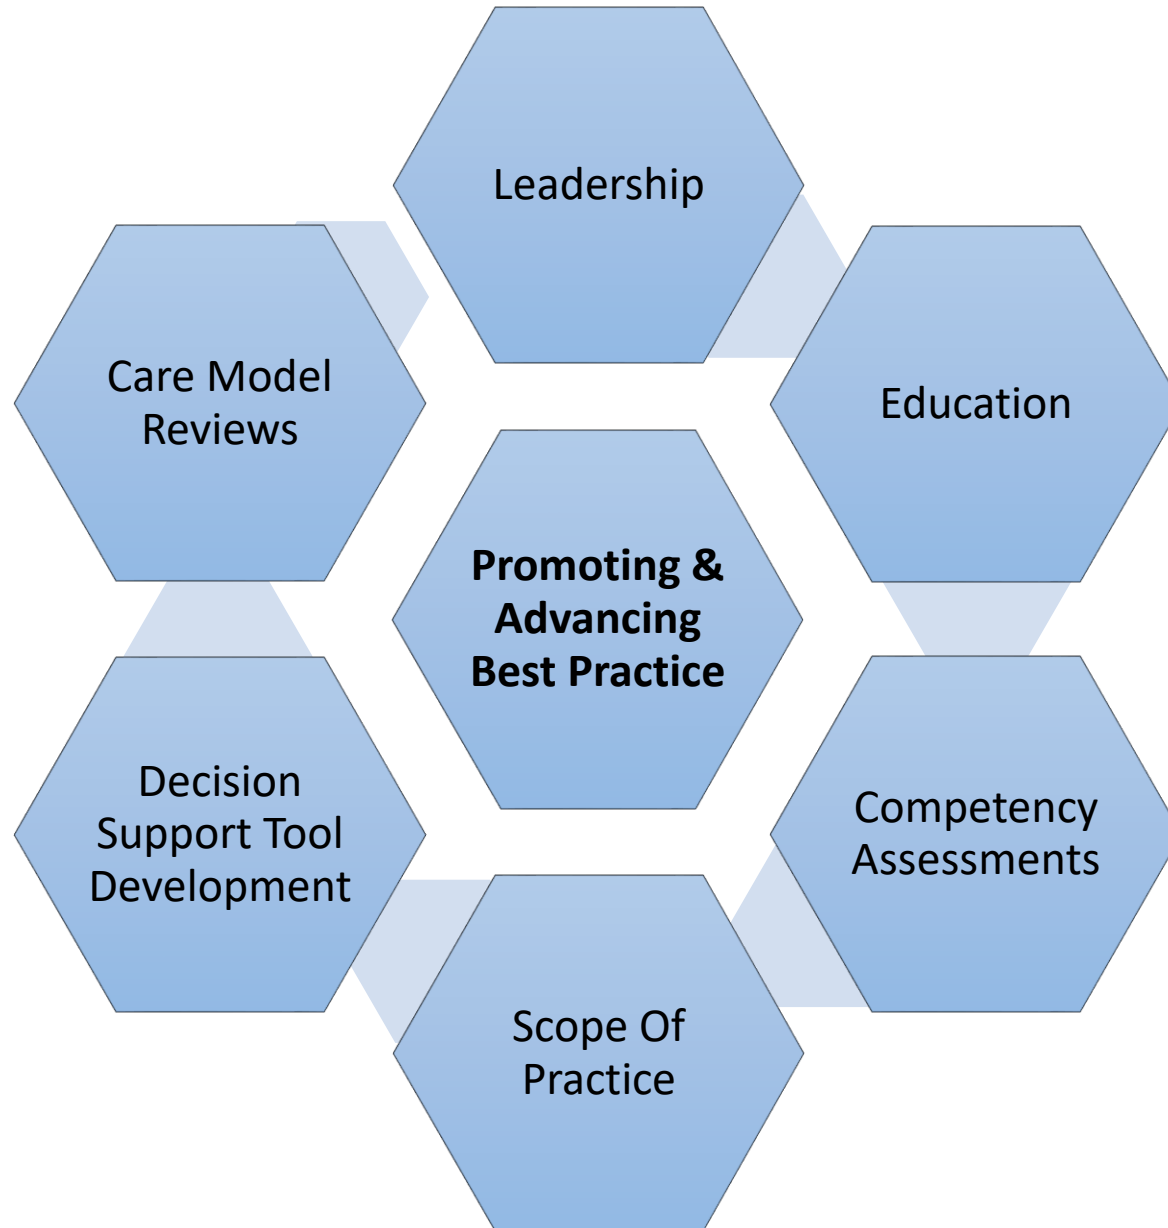 Leadership
Education
Competency
Assessments
Scope Of
Practice
Decision
Support Tool
Development
Care Model
Reviews
Promoting &
Advancing
Best Practice